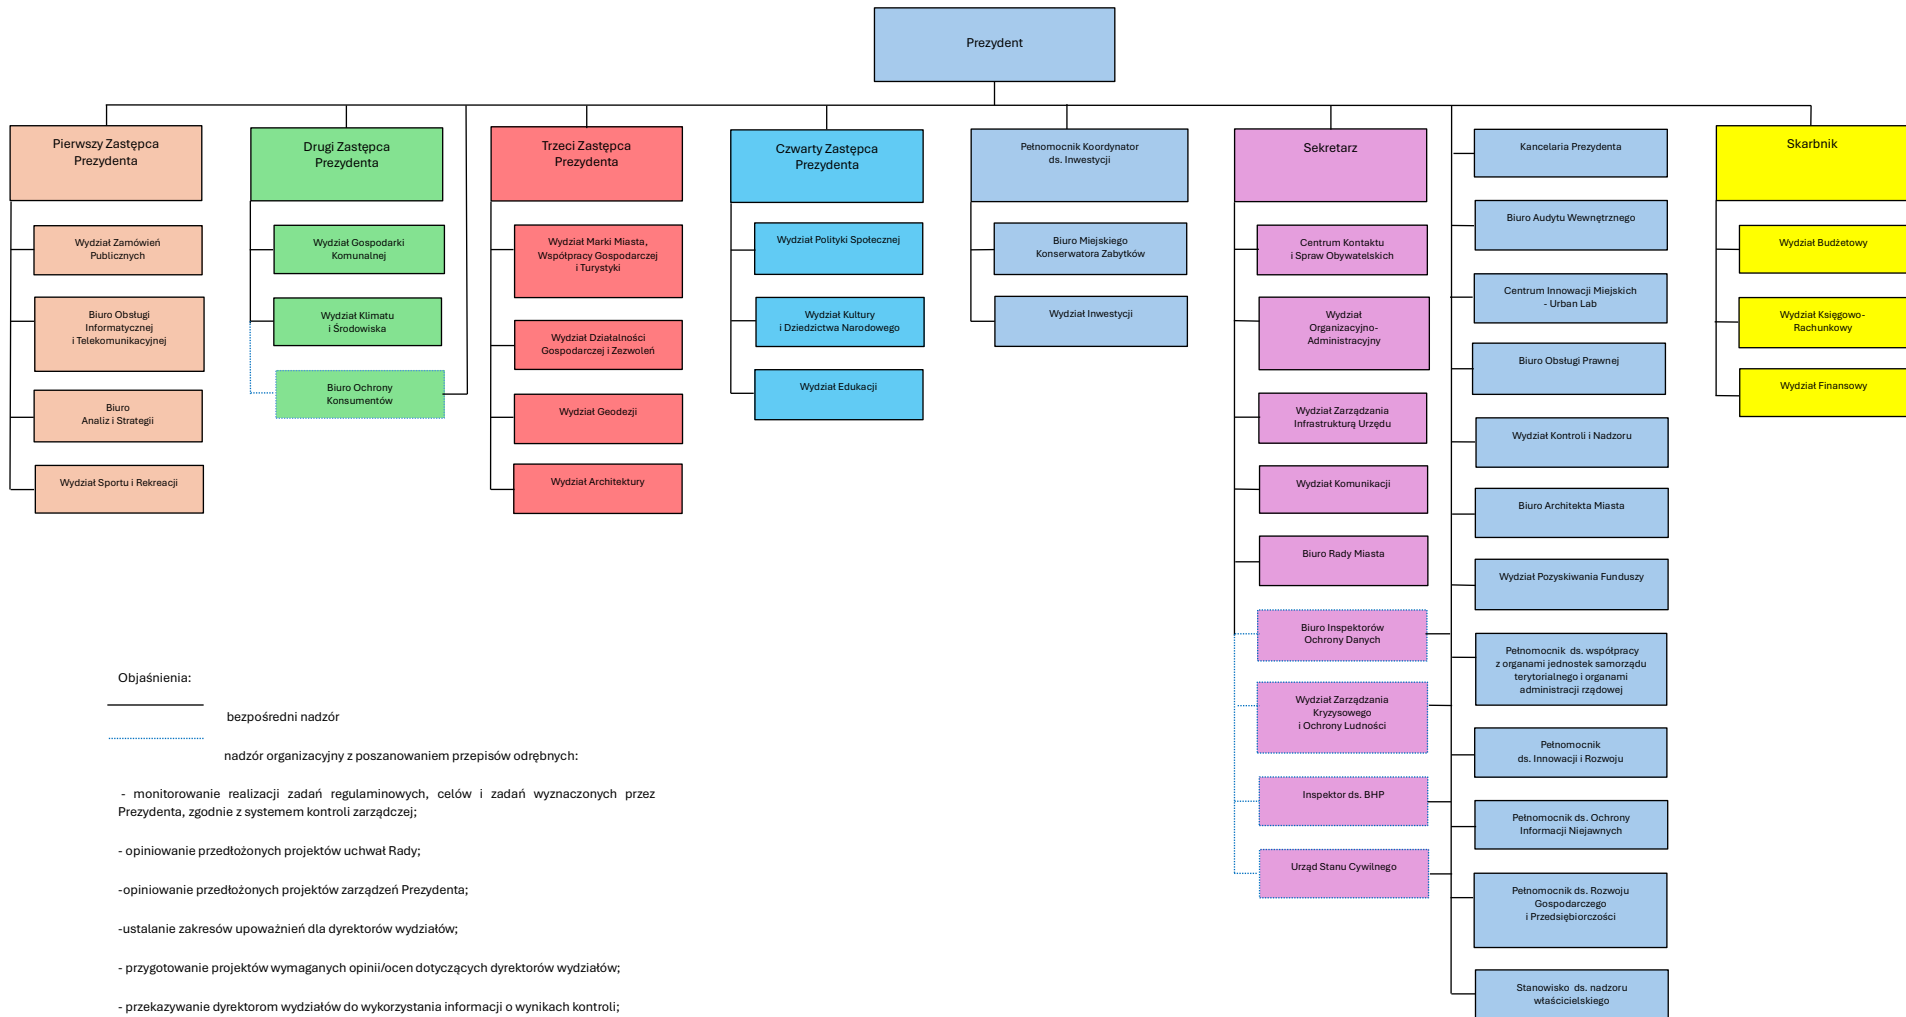 Prezydent
Pierwszy Zastępca
Prezydenta
Wydział Zamówień
Publicznych
Biuro Obsługi
Informatycznej
i Telekomunikacyjnej
Biuro
Analiz i Strategii
Wydział Sportu i Rekreacji
Drugi Zastępca
Prezydenta
Wydział Gospodarki
Komunalnej
Wydział Klimatu
i Środowiska
Biuro Ochrony
Konsumentów
Trzeci Zastępca
Prezydenta
Wydział Marki Miasta,
Współpracy Gospodarczej
i Turystyki
Wydział Działalności
Gospodarczej i Zezwoleń
Wydział Geodezji
Wydział Architektury
Czwarty Zastępca
Prezydenta
Wydział Polityki Społecznej
Wydział Kultury
i Dziedzictwa Narodowego
Wydział Edukacji
Pełnomocnik Koordynator
ds. Inwestycji
Biuro Miejskiego
Konserwatora Zabytków
Wydział Inwestycji
Sekretarz
Centrum Kontaktu
i Spraw Obywatelskich
Wydział
Organizacyjno-
Administracyjny
Wydział Zarządzania
Infrastrukturą Urzędu
Wydział Komunikacji
Biuro Rady Miasta
Biuro Inspektorów
Ochrony Danych
Wydział Zarządzania
Kryzysowego
i Ochrony Ludności
Inspektor ds. BHP
Urząd Stanu Cywilnego
Kancelaria Prezydenta
Biuro Audytu Wewnętrznego
Centrum Innowacji Miejskich
- Urban Lab
Biuro Obsługi Prawnej
Wydział Kontroli i Nadzoru
Biuro Architekta Miasta
Wydział Pozyskiwania Funduszy
Pełnomocnik ds. współpracy
z organami jednostek samorządu
terytorialnego i organami
administracji rządowej
Pełnomocnik
ds. Innowacji i Rozwoju
Pełnomocnik ds. Ochrony
Informacji Niejawnych
Pełnomocnik ds. Rozwoju
Gospodarczego
i Przedsiębiorczości
Stanowisko ds. nadzoru
właścicielskiego
Skarbnik
Wydział Budżetowy
Wydział Księgowo-
Rachunkowy
Wydział Finansowy
Objaśnienia:
bezpośredni nadzór
nadzór organizacyjny z poszanowaniem przepisów odrębnych:
- monitorowanie realizacji zadań regulaminowych, celów i zadań wyznaczonych przez
Prezydenta, zgodnie z systemem kontroli zarządczej;
- opiniowanie przedłożonych projektów uchwał Rady;
-opiniowanie przedłożonych projektów zarządzeń Prezydenta;
-ustalanie zakresów upoważnień dla dyrektorów wydziałów;
- przygotowanie projektów wymaganych opinii/ocen dotyczących dyrektorów wydziałów;
- przekazywanie dyrektorom wydziałów do wykorzystania informacji o wynikach kontroli;